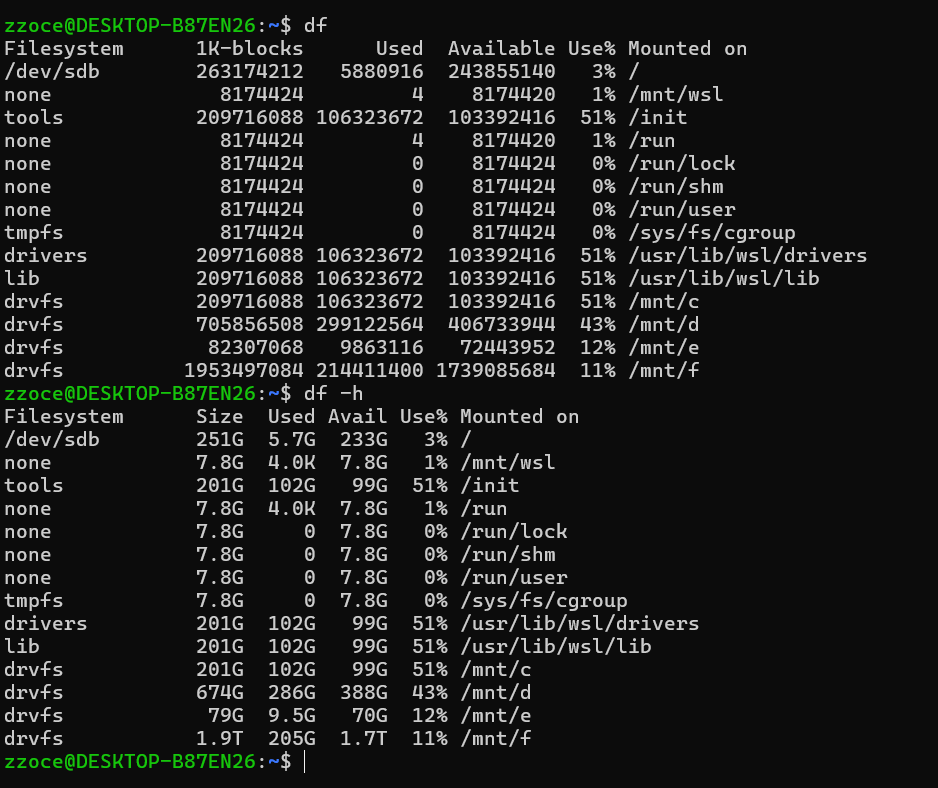 zzoce@DESKTOP-B87EN26:~$ df
Filesystem      1K-blocks      Used  Available Use% Mounted on
/dev/sdb        263174212   5880916  243855140   3% /
none              8174424         4    8174420   1% /mnt/wsl
tools           209716088 106323672  103392416  51% /init
none              8174424         4    8174420   1% /run
none              8174424         0    8174424   0% /run/lock
none              8174424         0    8174424   0% /run/shm
none              8174424         0    8174424   0% /run/user
tmpfs             8174424         0    8174424   0% /sys/fs/cgroup
drivers         209716088 106323672  103392416  51% /usr/lib/wsl/drivers
lib             209716088 106323672  103392416  51% /usr/lib/wsl/lib
drvfs           209716088 106323672  103392416  51% /mnt/c
drvfs           705856508 299122564  406733944  43% /mnt/d
drvfs            82307068   9863116   72443952  12% /mnt/e
drvfs          1953497084 214411400 1739085684  11% /mnt/f
zzoce@DESKTOP-B87EN26:~$ df -h
Filesystem      Size  Used Avail Use% Mounted on
/dev/sdb        251G  5.7G  233G   3% /
none            7.8G  4.0K  7.8G   1% /mnt/wsl
tools           201G  102G   99G  51% /init
none            7.8G  4.0K  7.8G   1% /run
none            7.8G     0  7.8G   0% /run/lock
none            7.8G     0  7.8G   0% /run/shm
none            7.8G     0  7.8G   0% /run/user
tmpfs           7.8G     0  7.8G   0% /sys/fs/cgroup
drivers         201G  102G   99G  51% /usr/lib/wsl/drivers
lib             201G  102G   99G  51% /usr/lib/wsl/lib
drvfs           201G  102G   99G  51% /mnt/c
drvfs           674G  286G  388G  43% /mnt/d
drvfs            79G  9.5G   70G  12% /mnt/e
drvfs           1.9T  205G  1.7T  11% /mnt/f
zzoce@DESKTOP-B87EN26:~$